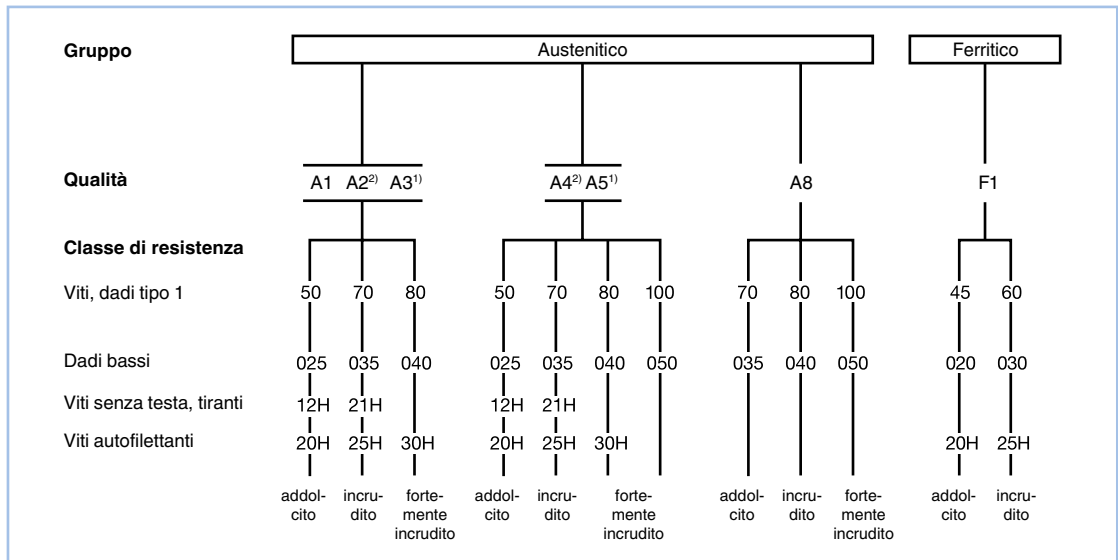 Gruppo Austenitico Ferritico
Qualità A1 A2²⁾ A3¹⁾ A4²⁾ A5¹⁾ A8 F1
Classe di resistenza
Viti, dadi tipo 1 50 70 80 50 70 80 100 70 80 100 45 60
Dadi bassi 025 035 040 025 035 040 050 035 040 050 020 030
Viti senza testa, tiranti 12H 21H 12H 21H
Viti autofilettanti 20H 25H 30H 20H 25H 30H 20H 25H
addol- incru- forte- addol- incru- forte- addol- incru- forte- addol- incru-
cito dito mente cito dito mente cito dito mente cito dito
incrudito incrudito incrudito